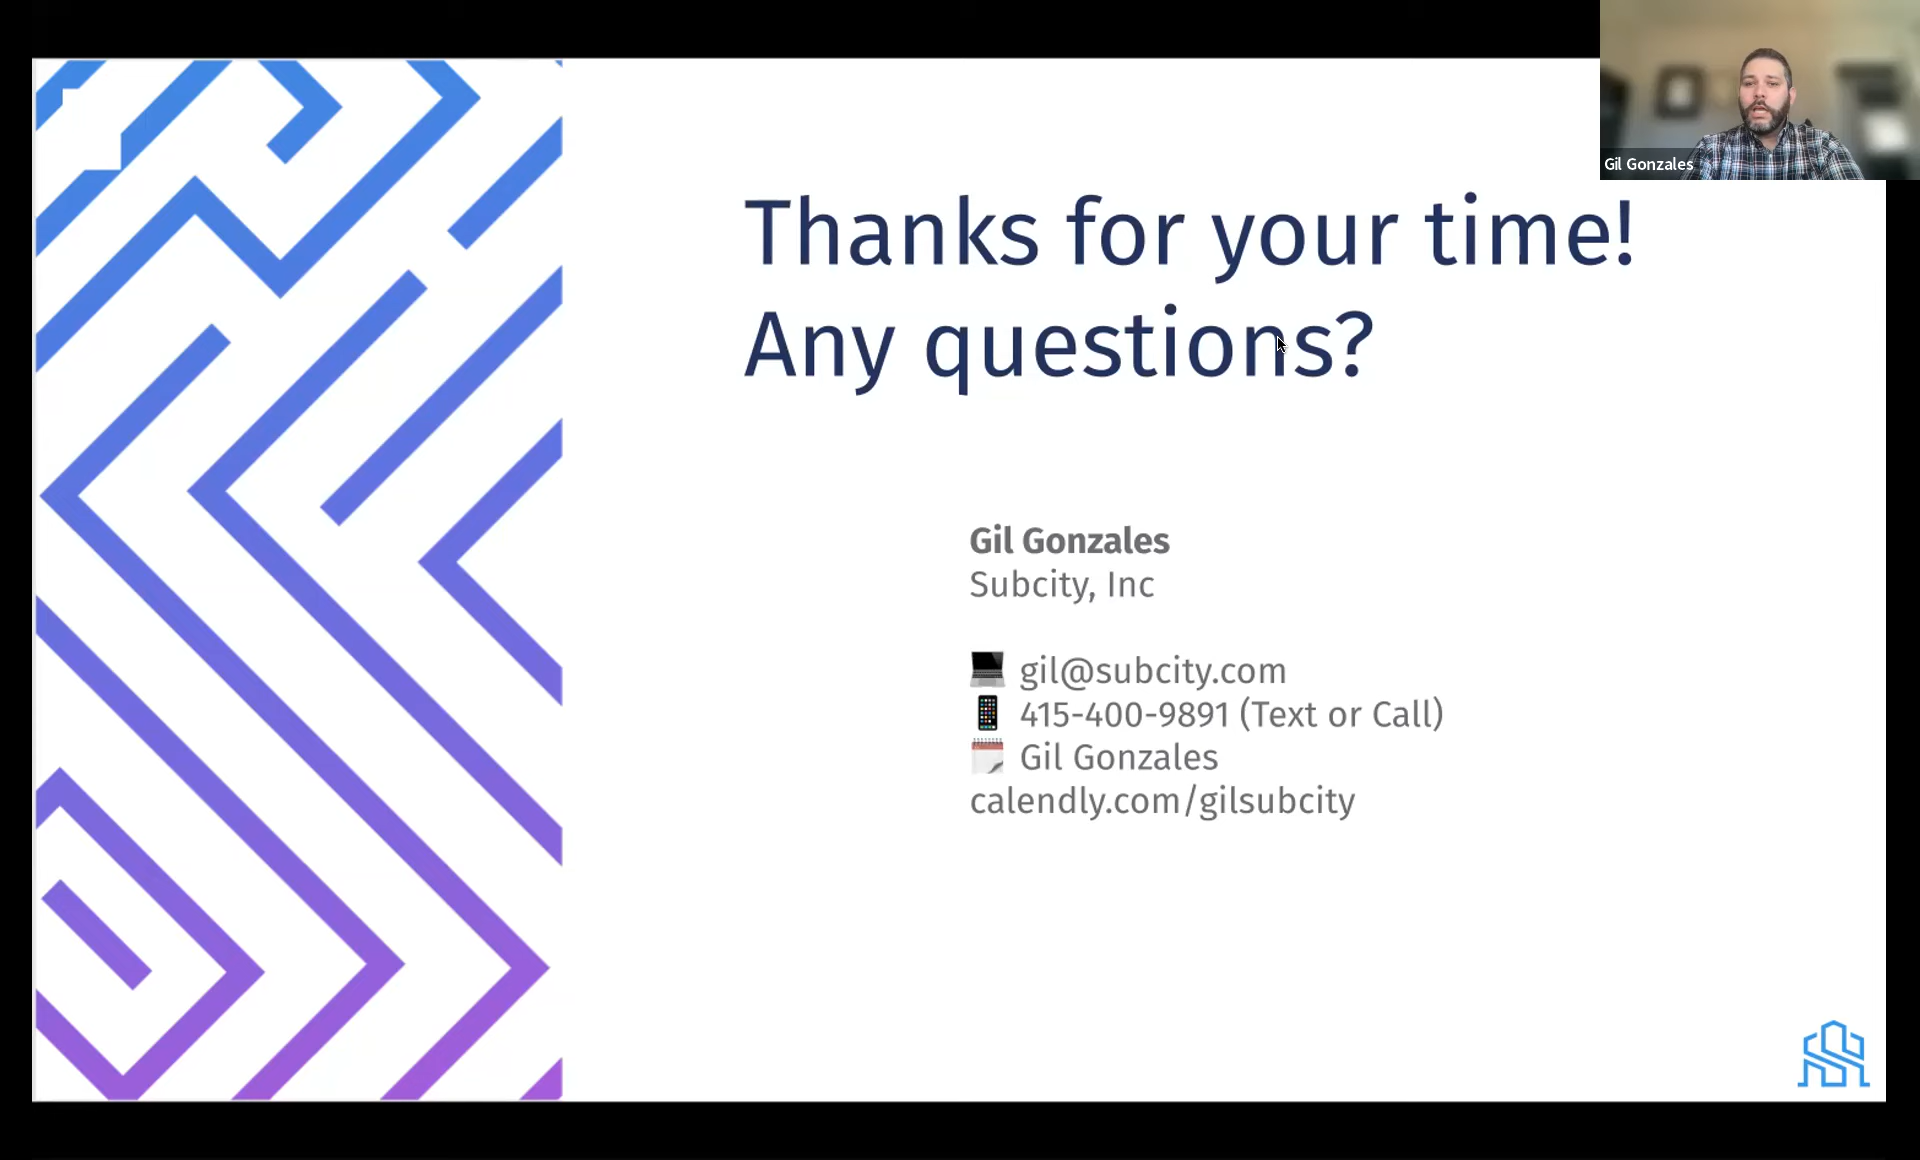 Gil Gonzales
Thanks for your time!
Any questions?
Gil Gonzales
Subcity, Inc
gil@subcity.com
415-400-9891 (Text or Call)
Gil Gonzales
calendly.com/gilsubcity